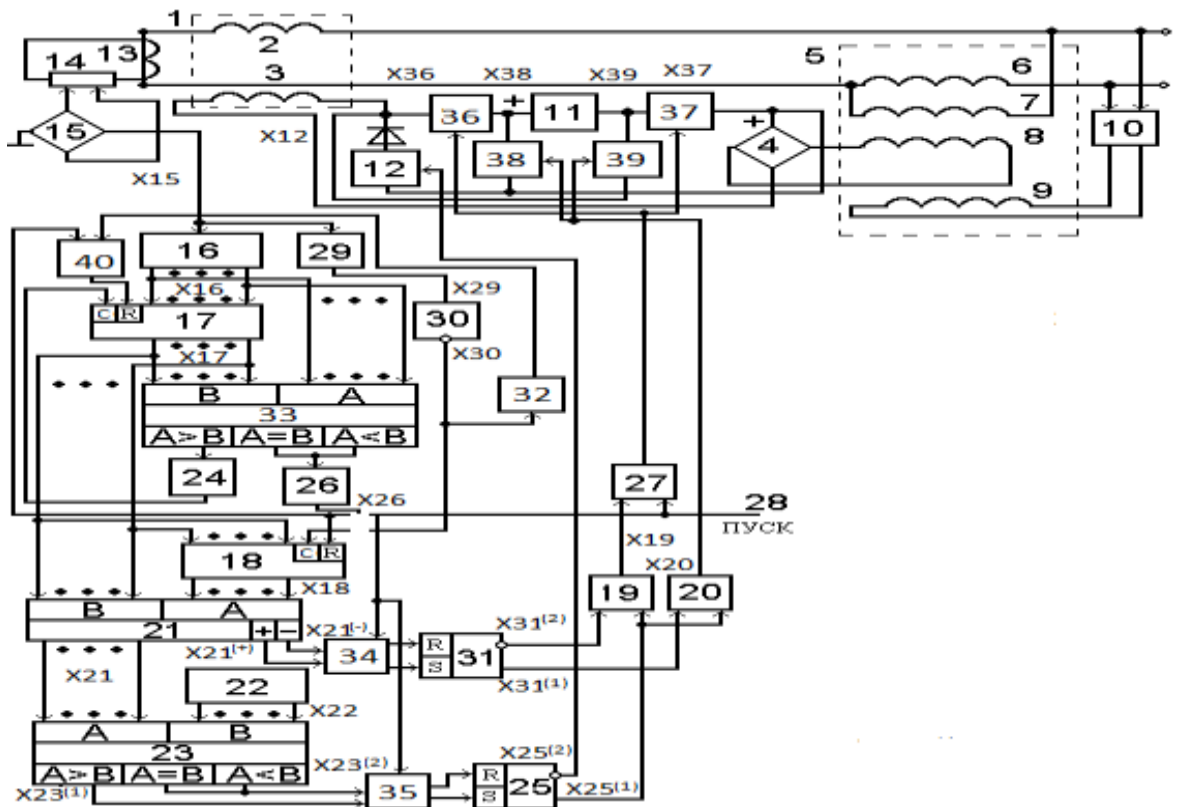 1
2
3
13
14
15
X12
X15
X36
X38
X39
X37
36
+
11
37
+
4
12
38
39
5
6
7
8
9
10
40
16
X16
29
X29
C R
17
X17
30
X30
B A
33
A>B A=B A<B
32
24
26
X26
27
28
ПУСК
X19
X20
18
C R
X18
19
20
B A
21
+ −
X21(-)
X21(+)
34
R
S
31
X31(2)
X31(1)
X21
22
X22
A B
23
A>B A=B A<B
X23(2)
X23(1)
35
R
S
25
X25(2)
X25(1)